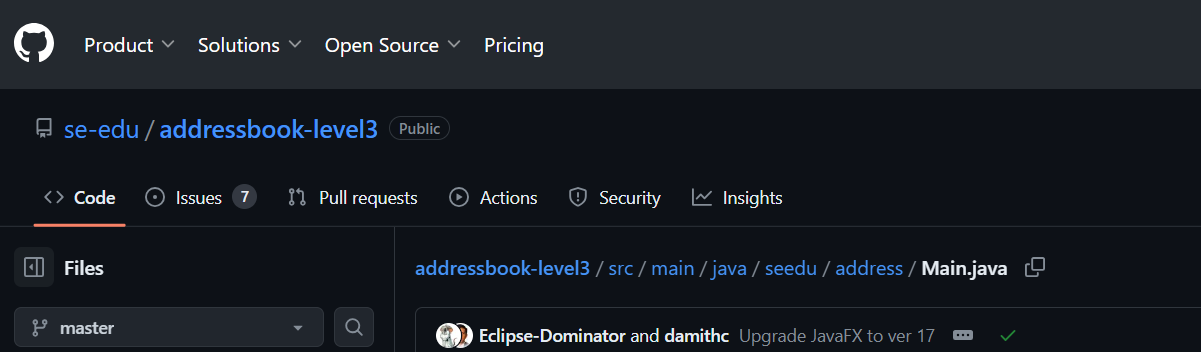 Product Solutions Open Source Pricing
se-edu / addressbook-level3 Public
Code Issues 7 Pull requests Actions Security Insights
Files
addressbook-level3 / src / main / java / seedu / address / Main.java
master
Eclipse-Dominator and damithc Upgrade JavaFX to ver 17